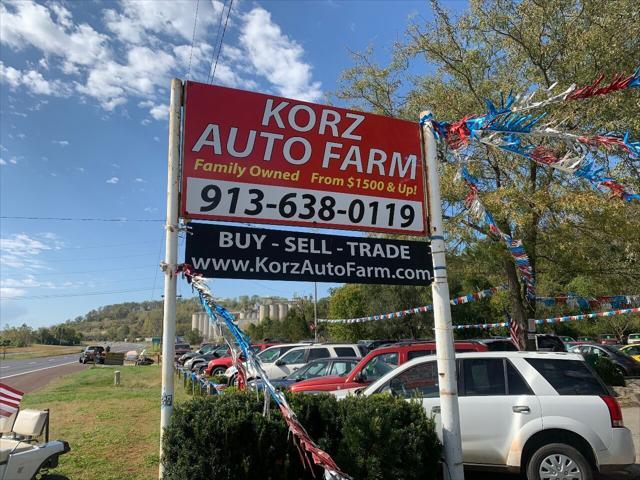 KORZ
AUTO FARM
Family Owned From $1500 & Up!
913-638-0119
BUY - SELL - TRADE
www.KorzAutoFarm.com